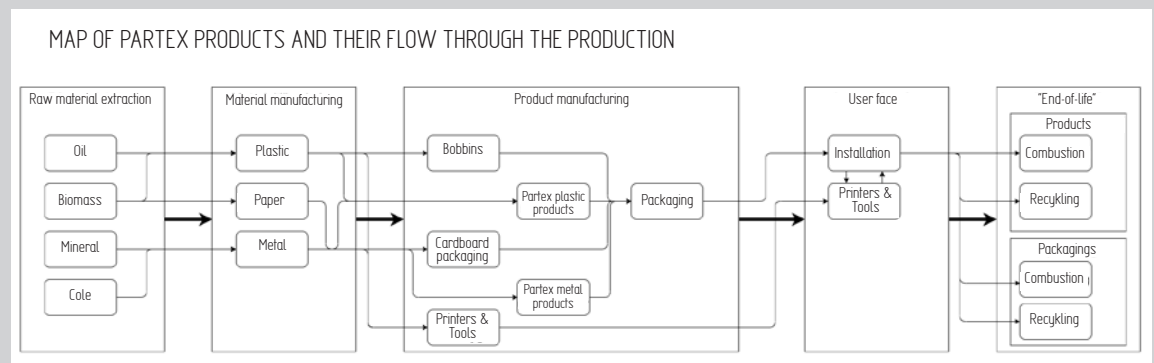 MAP OF PARTEX PRODUCTS AND THEIR FLOW THROUGH THE PRODUCTION
Raw material extraction
Oil
Biomass
Mineral
Cole
Material manufacturing
Plastic
Paper
Metal
Product manufacturing
Bobbins
Partex plastic
products
Cardboard
packaging
Partex metal
products
Printers &
Tools
Packaging
User face
Installation
Printers &
Tools
"End-of-life"
Products
Combustion
Recykling
Packagings
Combustion
Recykling